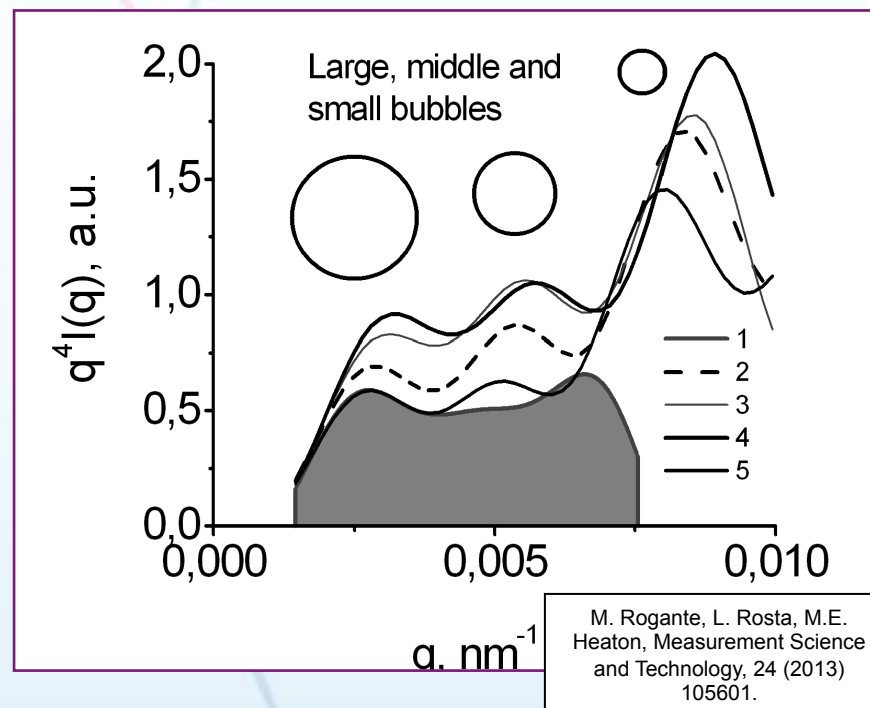 2,0
Large, middle and
small bubbles
1,5
1,0
0,5
0,0
q⁴I(q), a.u.
1
2
3
4
5
0,000
0,005
0,010
q, nm⁻¹
M. Rogante, L. Rosta, M.E.
Heaton, Measurement Science
and Technology, 24 (2013)
105601.